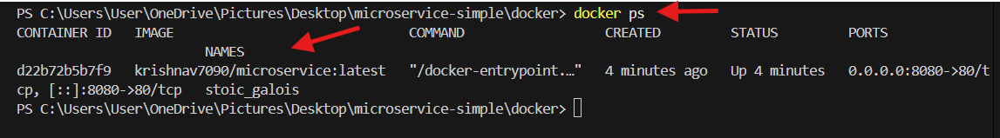 PS C:\Users\User\OneDrive\Pictures\Desktop\microservice-simple\docker> docker ps
CONTAINER ID   IMAGE                           COMMAND                  CREATED         STATUS         PORTS
                     NAMES
d22b72b5b7f9   krishnav7090/microservice:latest   "/docker-entrypoint.…"   4 minutes ago   Up 4 minutes   0.0.0.0:8080->80/t
cp, [::]:8080->80/tcp   stoic_galois
PS C:\Users\User\OneDrive\Pictures\Desktop\microservice-simple\docker>